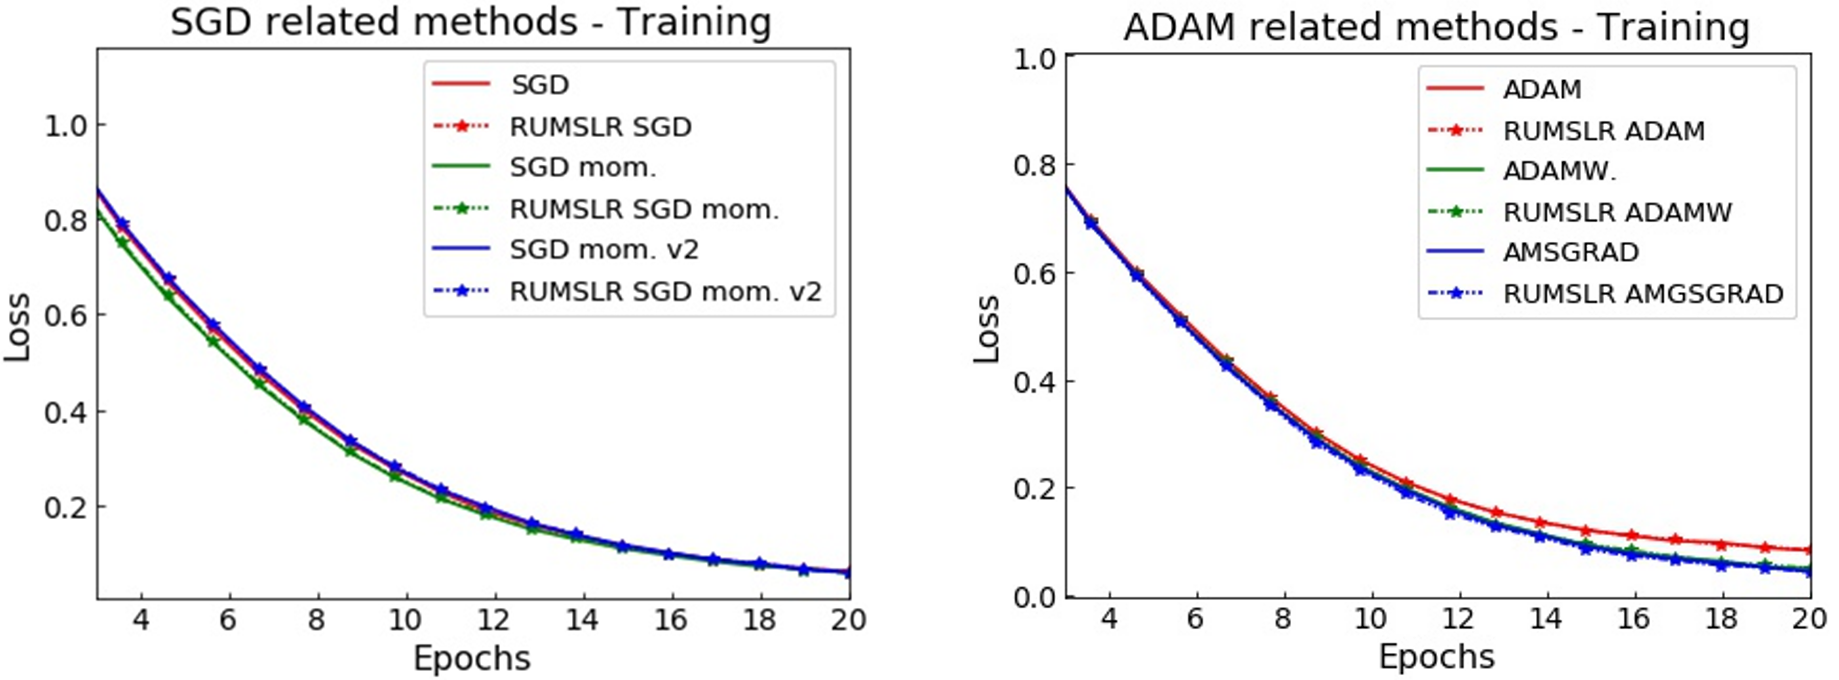 SGD related methods - Training
SGD
RUMSLR SGD
SGD mom.
RUMSLR SGD mom.
SGD mom. v2
RUMSLR SGD mom. v2
1.0
0.8
0.6
0.4
0.2
Loss
4 6 8 10 12 14 16 18 20
Epochs
ADAM related methods - Training
ADAM
RUMSLR ADAM
ADAMW.
RUMSLR ADAMW
AMSGRAD
RUMSLR AMGSGRAD
1.0
0.8
0.6
0.4
0.2
0.0
Loss
4 6 8 10 12 14 16 18 20
Epochs